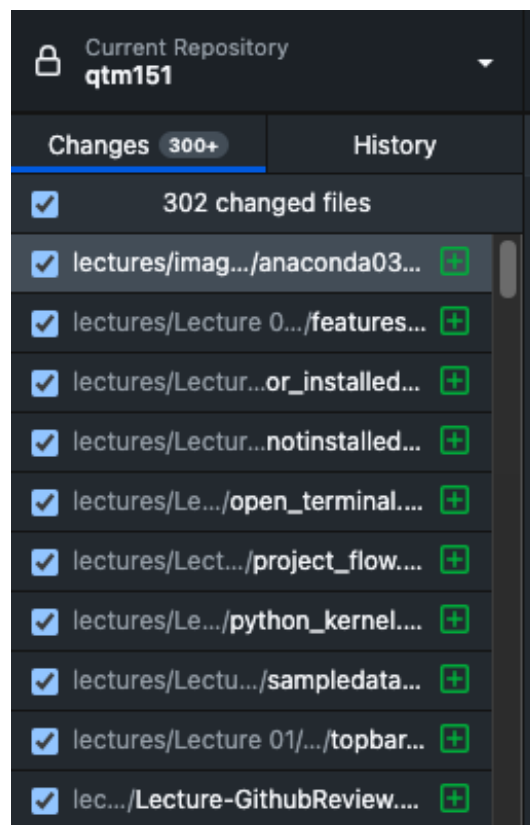 Current Repository
qtm151
Changes 300+ History
302 changed files
lectures/imag.../anaconda03...
lectures/Lecture 0.../features...
lectures/Lectur...or_installed...
lectures/Lectur...notinstalled...
lectures/Le.../open_terminal....
lectures/Lect.../project_flow....
lectures/Le.../python_kernel....
lectures/Lectu.../sampledata...
lectures/Lecture 01/.../topbar...
lec.../Lecture-GithubReview....